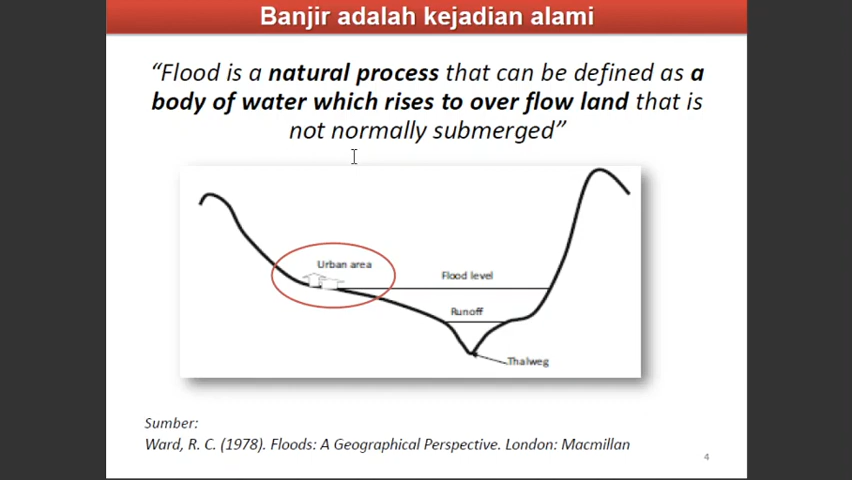 Banjir adalah kejadian alami
“Flood is a natural process that can be defined as a
body of water which rises to over flow land that is
not normally submerged”
Urban area
Flood level
Runoff
Thalweg
Sumber:
Ward, R. C. (1978). Floods: A Geographical Perspective. London: Macmillan
4